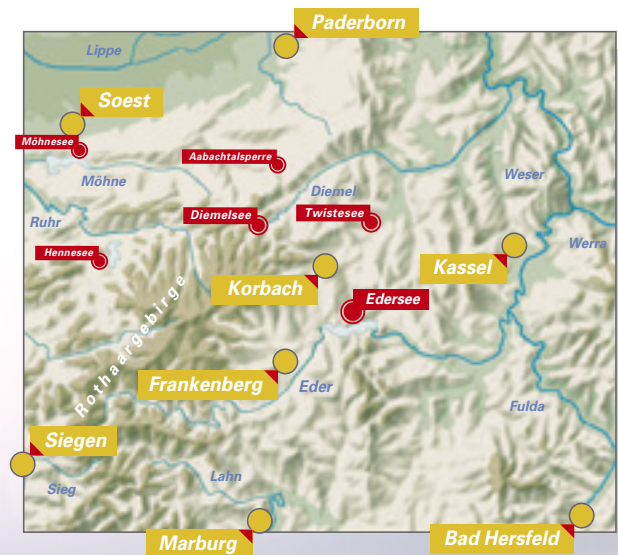 Paderborn
Lippe
Soest
Möhnesee
Aabachtalsperre
Möhne
Diemel
Weser
Ruhr
Diemelsee
Twistesee
Werra
Hennesee
Korbach
Kassel
Edersee
Rothaargebirge
Frankenberg
Eder
Fulda
Siegen
Lahn
Sieg
Marburg
Bad Hersfeld